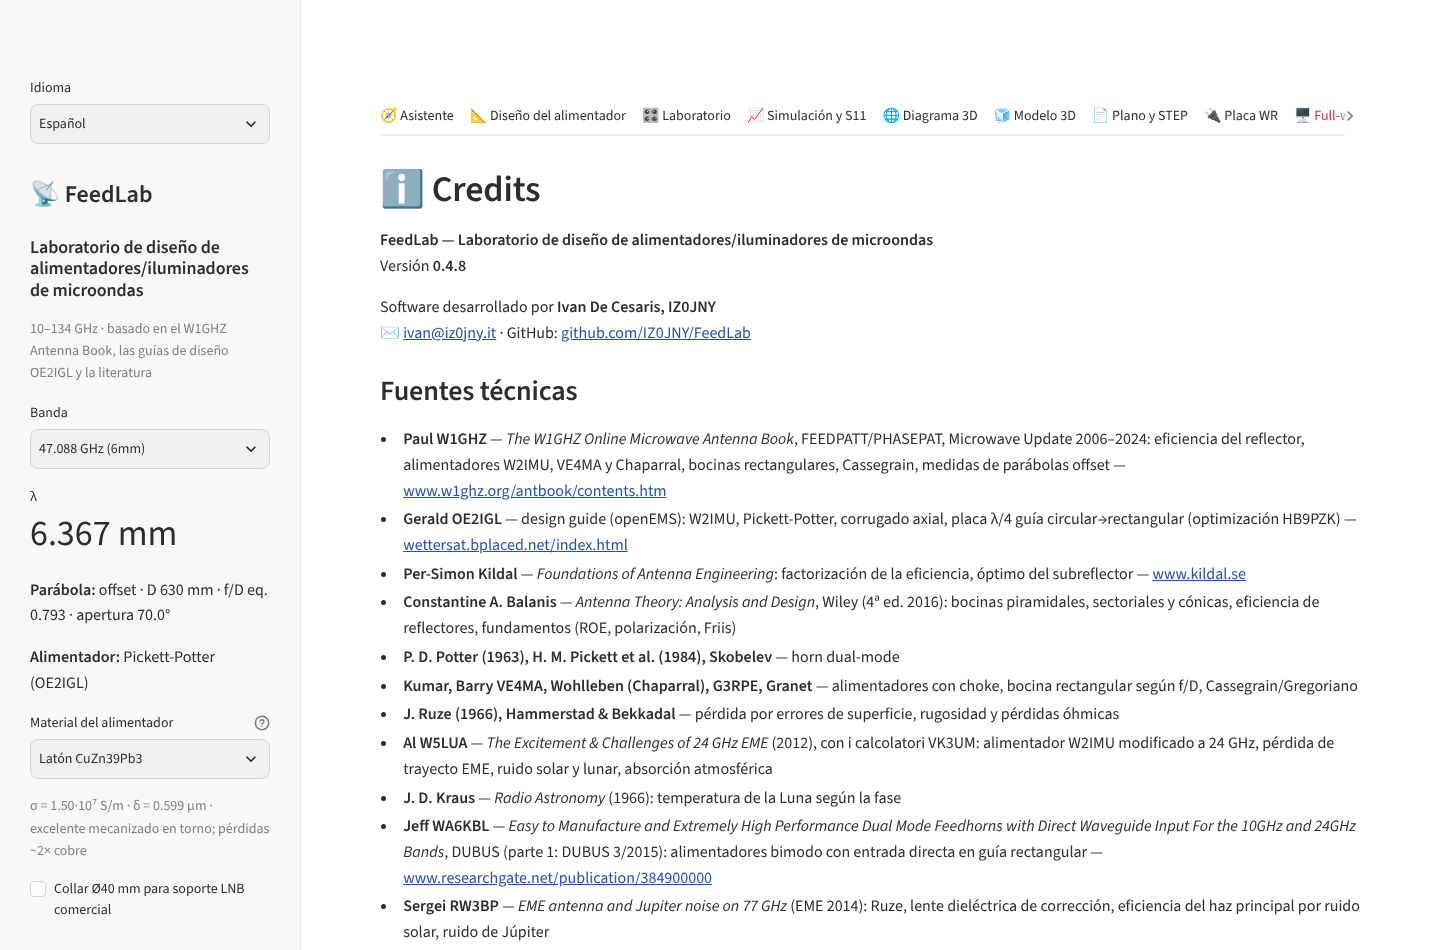 Idioma
Español
FeedLab
Laboratorio de diseño de
alimentadores/iluminadores
de microondas
10–134 GHz · basado en el W1GHZ
Antenna Book, las guías de diseño
OE2IGL y la literatura
Banda
47.088 GHz (6mm)
λ
6.367 mm
Parábola: offset · D 630 mm · f/D eq.
0.793 · apertura 70.0°
Alimentador: Pickett-Potter
(OE2IGL)
Material del alimentador
Latón CuZn39Pb3
σ = 1.50·10⁷ S/m · δ = 0.599 µm ·
excelente mecanizado en torno; pérdidas
~2× cobre
Collar Ø40 mm para soporte LNB
comercial
Asistente Diseño del alimentador Laboratorio Simulación y S11 Diagrama 3D Modelo 3D Plano y STEP Placa WR Full-w
Credits
FeedLab — Laboratorio de diseño de alimentadores/iluminadores de microondas
Versión 0.4.8
Software desarrollado por Ivan De Cesaris, IZ0JNY
ivan@iz0jny.it · GitHub: github.com/IZ0JNY/FeedLab
Fuentes técnicas
Paul W1GHZ — The W1GHZ Online Microwave Antenna Book, FEEDPATT/PHASEPAT, Microwave Update 2006–2024: eficiencia del reflector,
alimentadores W2IMU, VE4MA y Chaparral, bocinas rectangulares, Cassegrain, medidas de parábolas offset —
www.w1ghz.org/antbook/contents.htm
Gerald OE2IGL — design guide (openEMS): W2IMU, Pickett-Potter, corrugado axial, placa λ/4 guía circular→rectangular (optimización HB9PZK) —
wettersat.bplaced.net/index.html
Per-Simon Kildal — Foundations of Antenna Engineering: factorización de la eficiencia, óptimo del subreflector — www.kildal.se
Constantine A. Balanis — Antenna Theory: Analysis and Design, Wiley (4ª ed. 2016): bocinas piramidales, sectoriales y cónicas, eficiencia de
reflectores, fundamentos (ROE, polarización, Friis)
P. D. Potter (1963), H. M. Pickett et al. (1984), Skobelev — horn dual-mode
Kumar, Barry VE4MA, Wohlleben (Chaparral), G3RPE, Granet — alimentadores con choke, bocina rectangular según f/D, Cassegrain/Gregoriano
J. Ruze (1966), Hammerstad & Bekkadal — pérdida por errores de superficie, rugosidad y pérdidas óhmicas
Al W5LUA — The Excitement & Challenges of 24 GHz EME (2012), con i calcolatori VK3UM: alimentador W2IMU modificado a 24 GHz, pérdida de
trayecto EME, ruido solar y lunar, absorción atmosférica
J. D. Kraus — Radio Astronomy (1966): temperatura de la Luna según la fase
Jeff WA6KBL — Easy to Manufacture and Extremely High Performance Dual Mode Feedhorns with Direct Waveguide Input For the 10GHz and 24GHz
Bands, DUBUS (parte 1: DUBUS 3/2015): alimentadores bimodo con entrada directa en guía rectangular —
www.researchgate.net/publication/384900000
Sergei RW3BP — EME antenna and Jupiter noise on 77 GHz (EME 2014): Ruze, lente dieléctrica de corrección, eficiencia del haz principal por ruido
solar, ruido de Júpiter